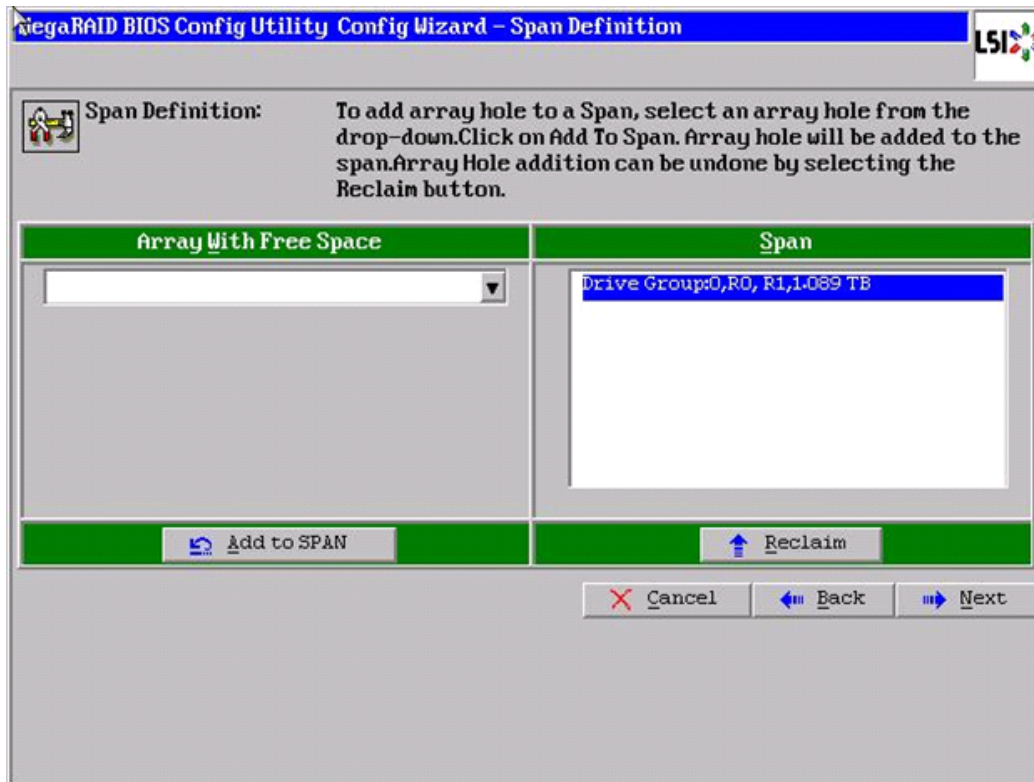 MegaRAID BIOS Config Utility Config Wizard – Span Definition
LSI
Span Definition:
To add array hole to a Span, select an array hole from the
drop-down.Click on Add To Span. Array hole will be added to the
span.Array Hole addition can be undone by selecting the
Reclaim button.
Array With Free Space
Span
Drive Group:0,R0, R1,1.089 TB
Add to SPAN
Reclaim
Cancel
Back
Next